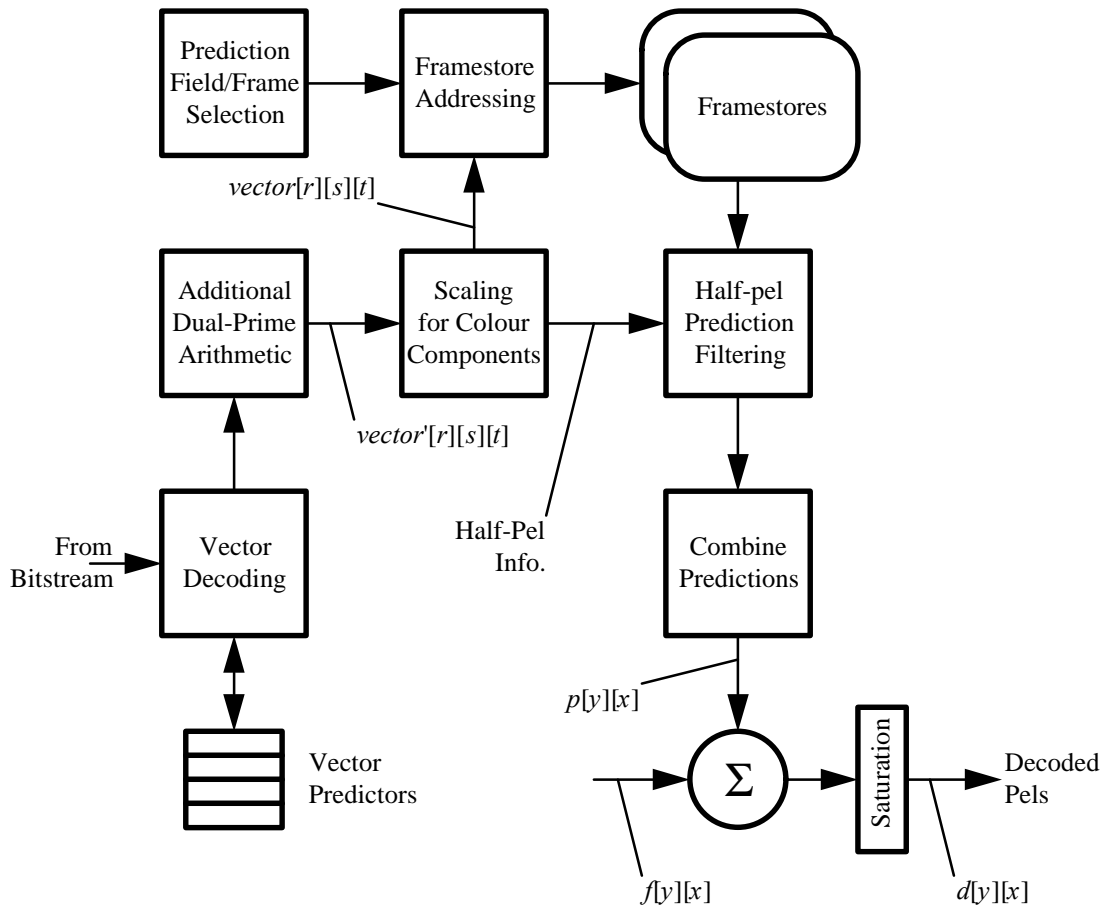 Prediction
Field/Frame
Selection
Framestore
Addressing
Framestores
vector[r][s][t]
Additional
Dual-Prime
Arithmetic
Scaling
for Colour
Components
Half-pel
Prediction
Filtering
vector'[r][s][t]
From
Bitstream
Vector
Decoding
Half-Pel
Info.
Combine
Predictions
p[y][x]
Vector
Predictors
Σ
Saturation
Decoded
Pels
f[y][x]
d[y][x]